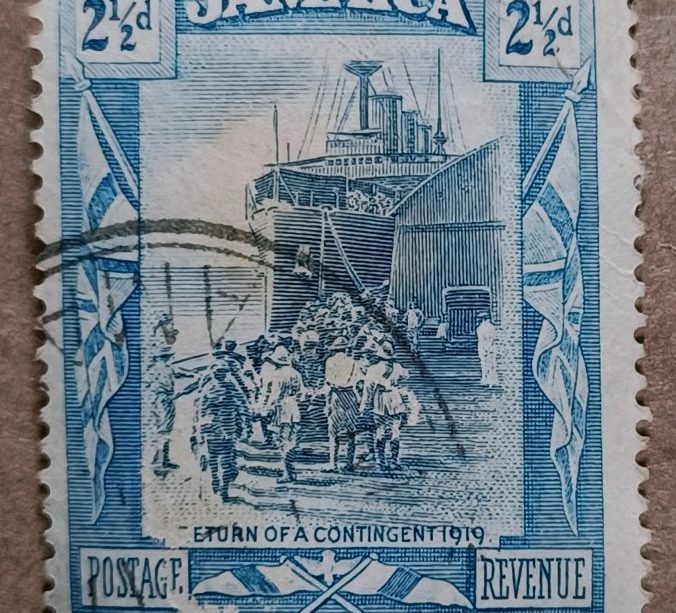 2½d JAMAICA 2½d
ETURN OF A CONTINGENT 1919
POSTAGE REVENUE